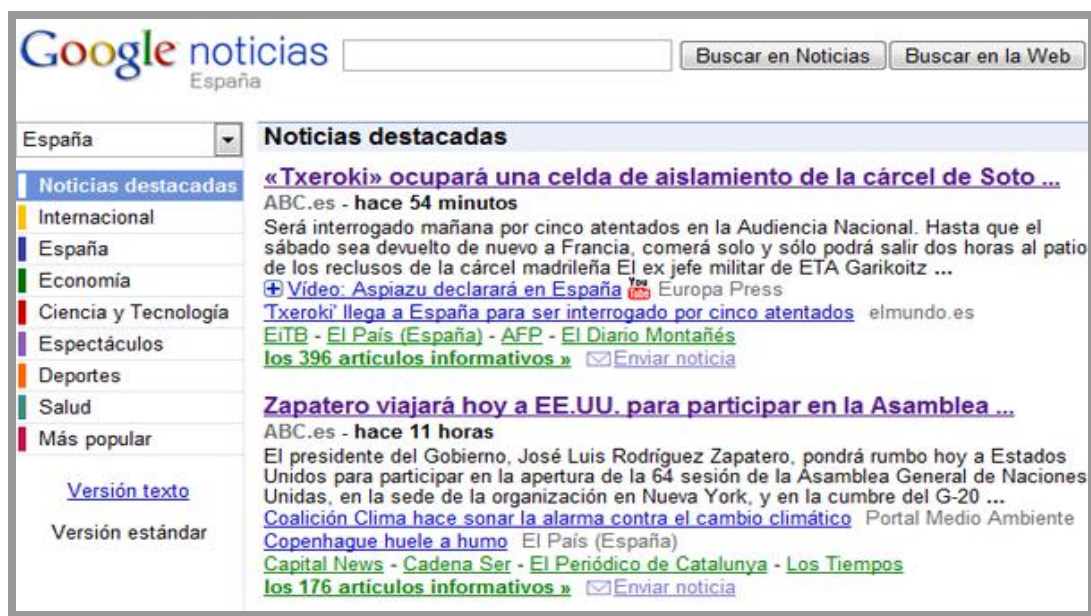 Google noticias
España
Buscar en Noticias
Buscar en la Web
España
Noticias destacadas
Internacional
España
Economía
Ciencia y Tecnología
Espectáculos
Deportes
Salud
Más popular
Versión texto
Versión estándar
Noticias destacadas
«Txeroki» ocupará una celda de aislamiento de la cárcel de Soto ...
ABC.es - hace 54 minutos
Será interrogado mañana por cinco atentados en la Audiencia Nacional. Hasta que el
sábado sea devuelto de nuevo a Francia, comerá solo y sólo podrá salir dos horas al patio
de los reclusos de la cárcel madrileña El ex jefe militar de ETA Garikoitz ...
Vídeo: Aspiazu declarará en España You Tube Europa Press
'Txeroki' llega a España para ser interrogado por cinco atentados elmundo.es
EiTB - El País (España) - AFP - El Diario Montañés
los 396 artículos informativos » Enviar noticia
Zapatero viajará hoy a EE.UU. para participar en la Asamblea ...
ABC.es - hace 11 horas
El presidente del Gobierno, José Luis Rodríguez Zapatero, pondrá rumbo hoy a Estados
Unidos para participar en la apertura de la 64 sesión de la Asamblea General de Naciones
Unidas, en la sede de la organización en Nueva York, y en la cumbre del G-20 ...
Coalición Clima hace sonar la alarma contra el cambio climático Portal Medio Ambiente
Copenhague huele a humo El País (España)
Capital News - Cadena Ser - El Periódico de Catalunya - Los Tiempos
los 176 artículos informativos » Enviar noticia